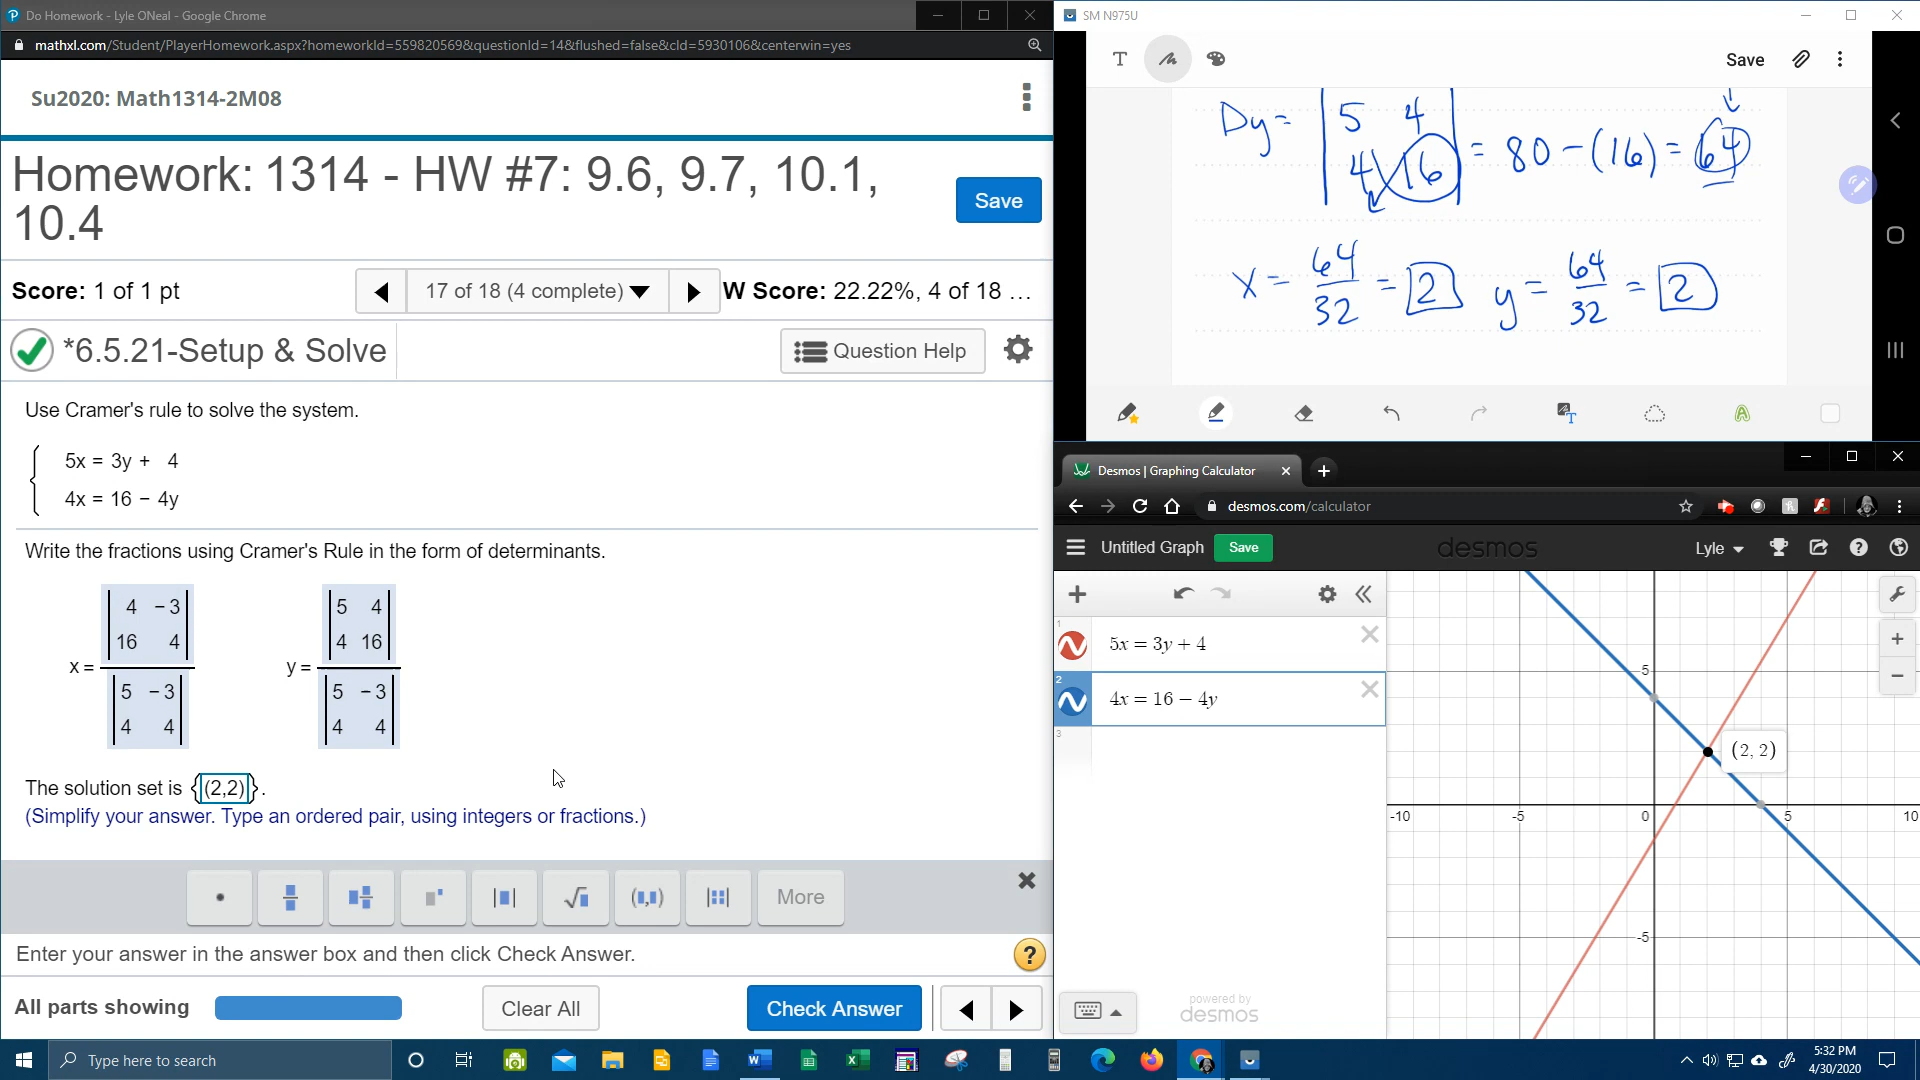 Do Homework - Lyle ONeal - Google Chrome
mathxl.com/Student/PlayerHomework.aspx?homeworkId=559820569&questionId=14&flushed=false&cId=5930106&centerwin=yes
Su2020: Math1314-2M08
Homework: 1314 - HW #7: 9.6, 9.7, 10.1,
10.4
Save
Score: 1 of 1 pt
17 of 18 (4 complete)
W Score: 22.22%, 4 of 18 ...
*6.5.21-Setup & Solve
Question Help
Use Cramer's rule to solve the system.
5x = 3y + 4
4x = 16 − 4y
Write the fractions using Cramer's Rule in the form of determinants.
4 −3
16 4
x =
5 −3
4 4
5 4
4 16
y =
5 −3
4 4
The solution set is {(2,2)}.
(Simplify your answer. Type an ordered pair, using integers or fractions.)
More
Enter your answer in the answer box and then click Check Answer.
?
All parts showing
Clear All
Check Answer
SM N975U
T
Save
Dy = | 5 4
4 16 | = 80 − (16) = 64
x = 64/32 = 2 y = 64/32 = 2
Desmos | Graphing Calculator
desmos.com/calculator
Untitled Graph
Save
desmos
Lyle
1
5x = 3y + 4
2
4x = 16 − 4y
3
5
(2, 2)
-10
-5
0
5
10
-5
powered by
desmos
Type here to search
5:32 PM
4/30/2020